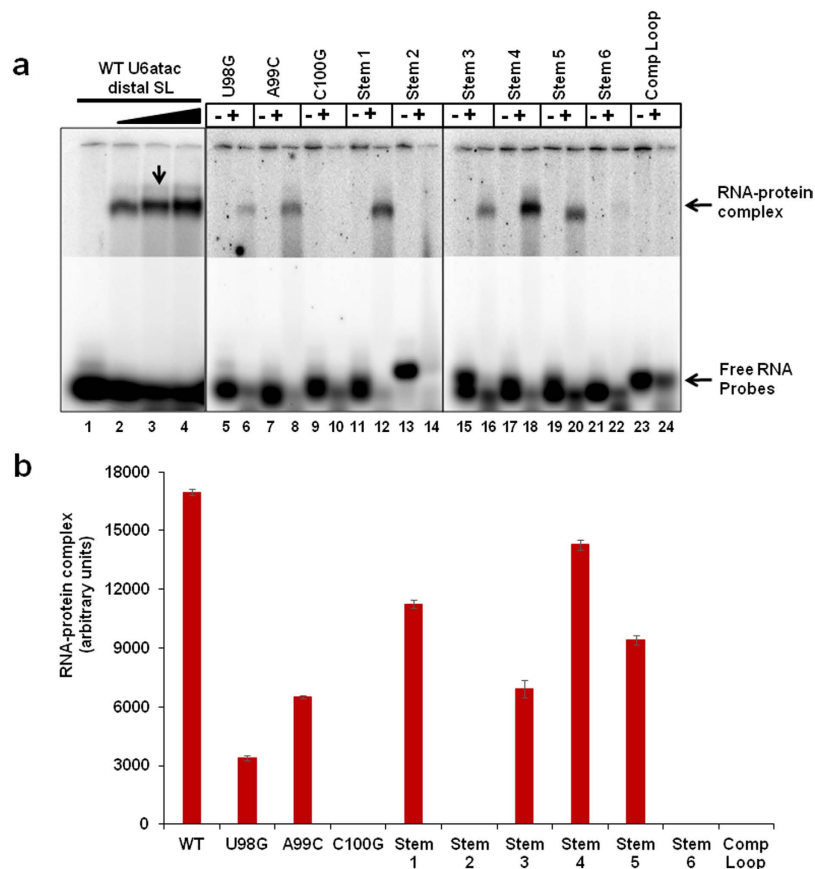 a
WT U6atac
distal SL
U98G
A99C
C100G
Stem 1
Stem 2
Stem 3
Stem 4
Stem 5
Stem 6
Comp Loop
- + - + - + - + - + - + - + - + - + - +
RNA-protein
complex
Free RNA
Probes
1 2 3 4 5 6 7 8 9 10 11 12 13 14 15 16 17 18 19 20 21 22 23 24
b
RNA-protein complex
(arbitrary units)
18000
15000
12000
9000
6000
3000
0
WT U98G A99C C100G Stem Stem Stem Stem Stem Stem Comp
1 2 3 4 5 6 Loop